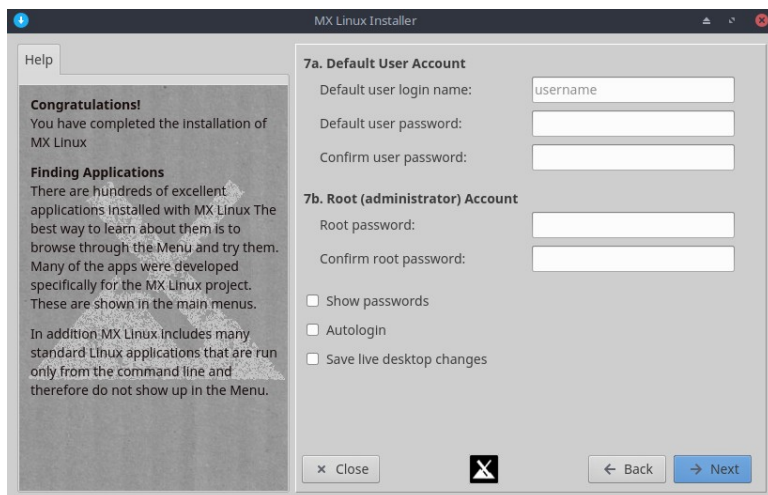 MX Linux Installer
Help
Congratulations!
You have completed the installation of
MX Linux
Finding Applications
There are hundreds of excellent
applications installed with MX Linux The
best way to learn about them is to
browse through the Menu and try them.
Many of the apps were developed
specifically for the MX Linux project.
These are shown in the main menus.
In addition MX Linux includes many
standard Linux applications that are run
only from the command line and
therefore do not show up in the Menu.
7a. Default User Account
Default user login name:
username
Default user password:
Confirm user password:
7b. Root (administrator) Account
Root password:
Confirm root password:
Show passwords
Autologin
Save live desktop changes
Close
Back
Next